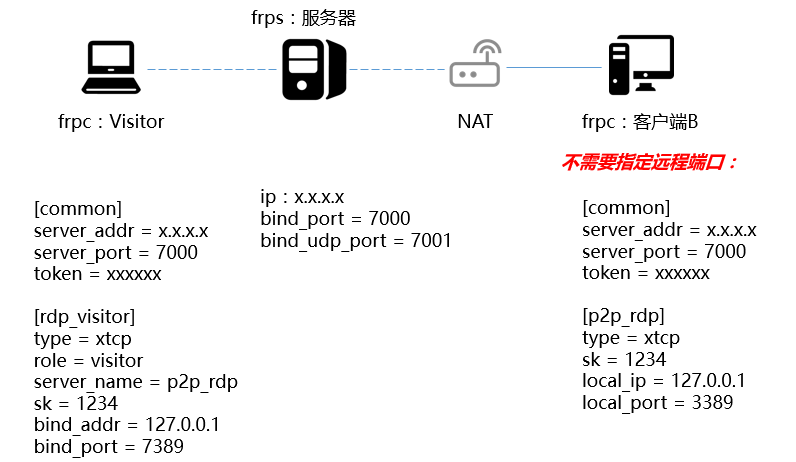 frps：服务器
frpc：Visitor
NAT
frpc：客户端B
不需要指定远程端口：
[common]
server_addr = x.x.x.x
server_port = 7000
token = xxxxxx
[rdp_visitor]
type = xtcp
role = visitor
server_name = p2p_rdp
sk = 1234
bind_addr = 127.0.0.1
bind_port = 7389
ip：x.x.x.x
bind_port = 7000
bind_udp_port = 7001
[common]
server_addr = x.x.x.x
server_port = 7000
token = xxxxxx
[p2p_rdp]
type = xtcp
sk = 1234
local_ip = 127.0.0.1
local_port = 3389